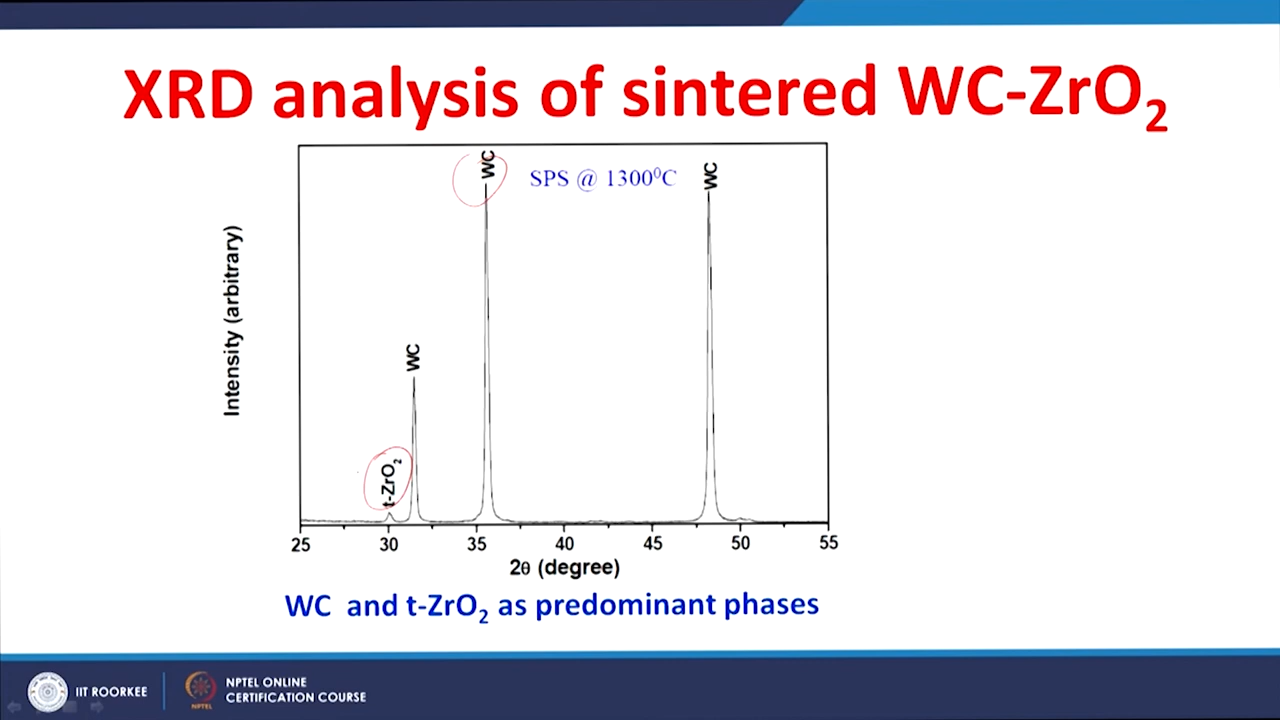 XRD analysis of sintered WC-ZrO₂
WC
SPS @ 1300⁰C
WC
WC
t-ZrO₂
Intensity (arbitrary)
25 30 35 40 45 50 55
2θ (degree)
WC and t-ZrO₂ as predominant phases
IIT ROORKEE
NPTEL
NPTEL ONLINE
CERTIFICATION COURSE